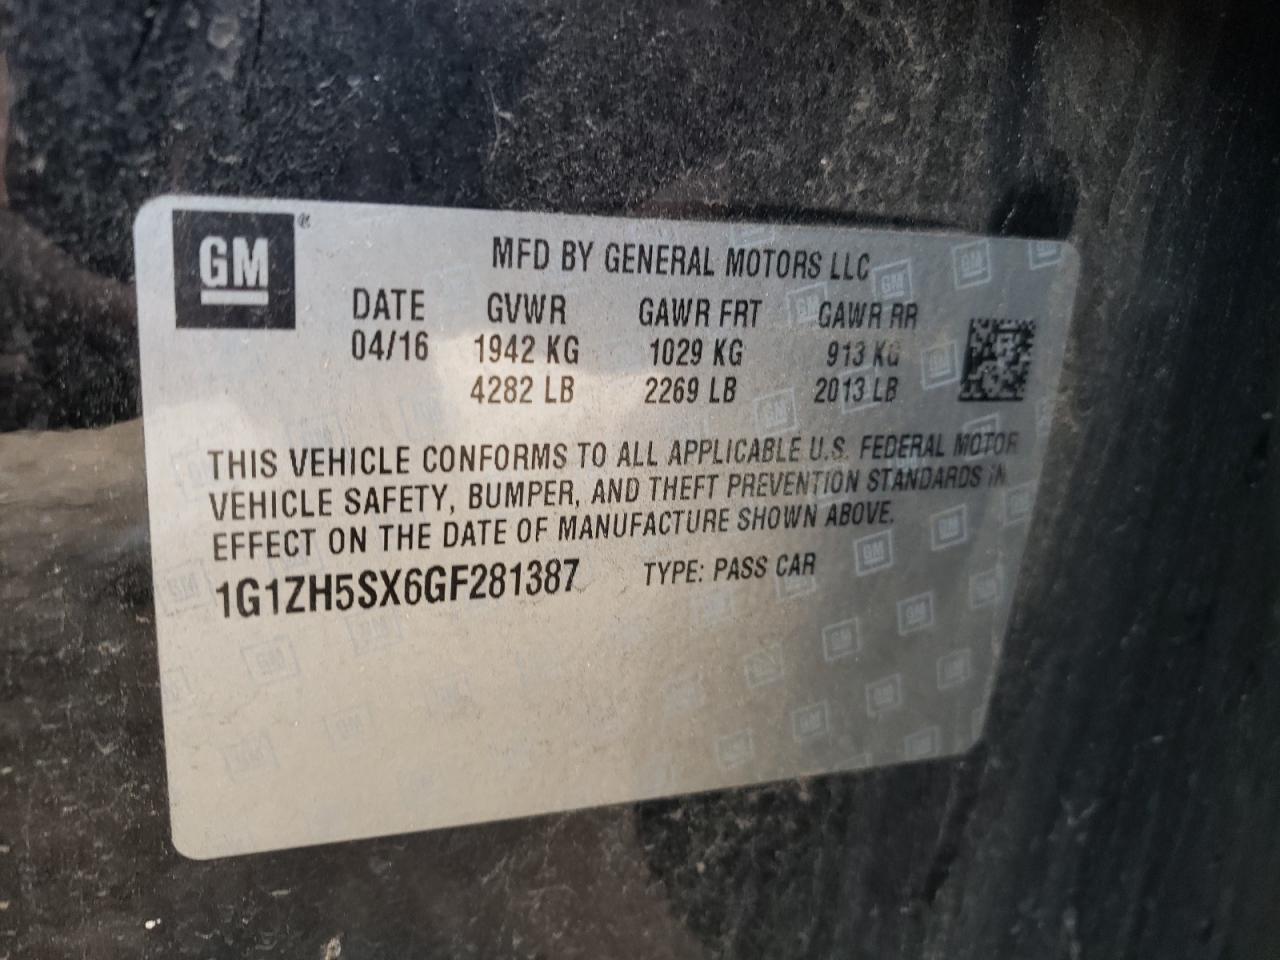 GM®
MFD BY GENERAL MOTORS LLC
DATE GVWR GAWR FRT GAWR RR
04/16 1942 KG 1029 KG 913 KG
4282 LB 2269 LB 2013 LB
THIS VEHICLE CONFORMS TO ALL APPLICABLE U.S. FEDERAL MOTOR
VEHICLE SAFETY, BUMPER, AND THEFT PREVENTION STANDARDS IN
EFFECT ON THE DATE OF MANUFACTURE SHOWN ABOVE.
1G1ZH5SX6GF281387 TYPE: PASS CAR